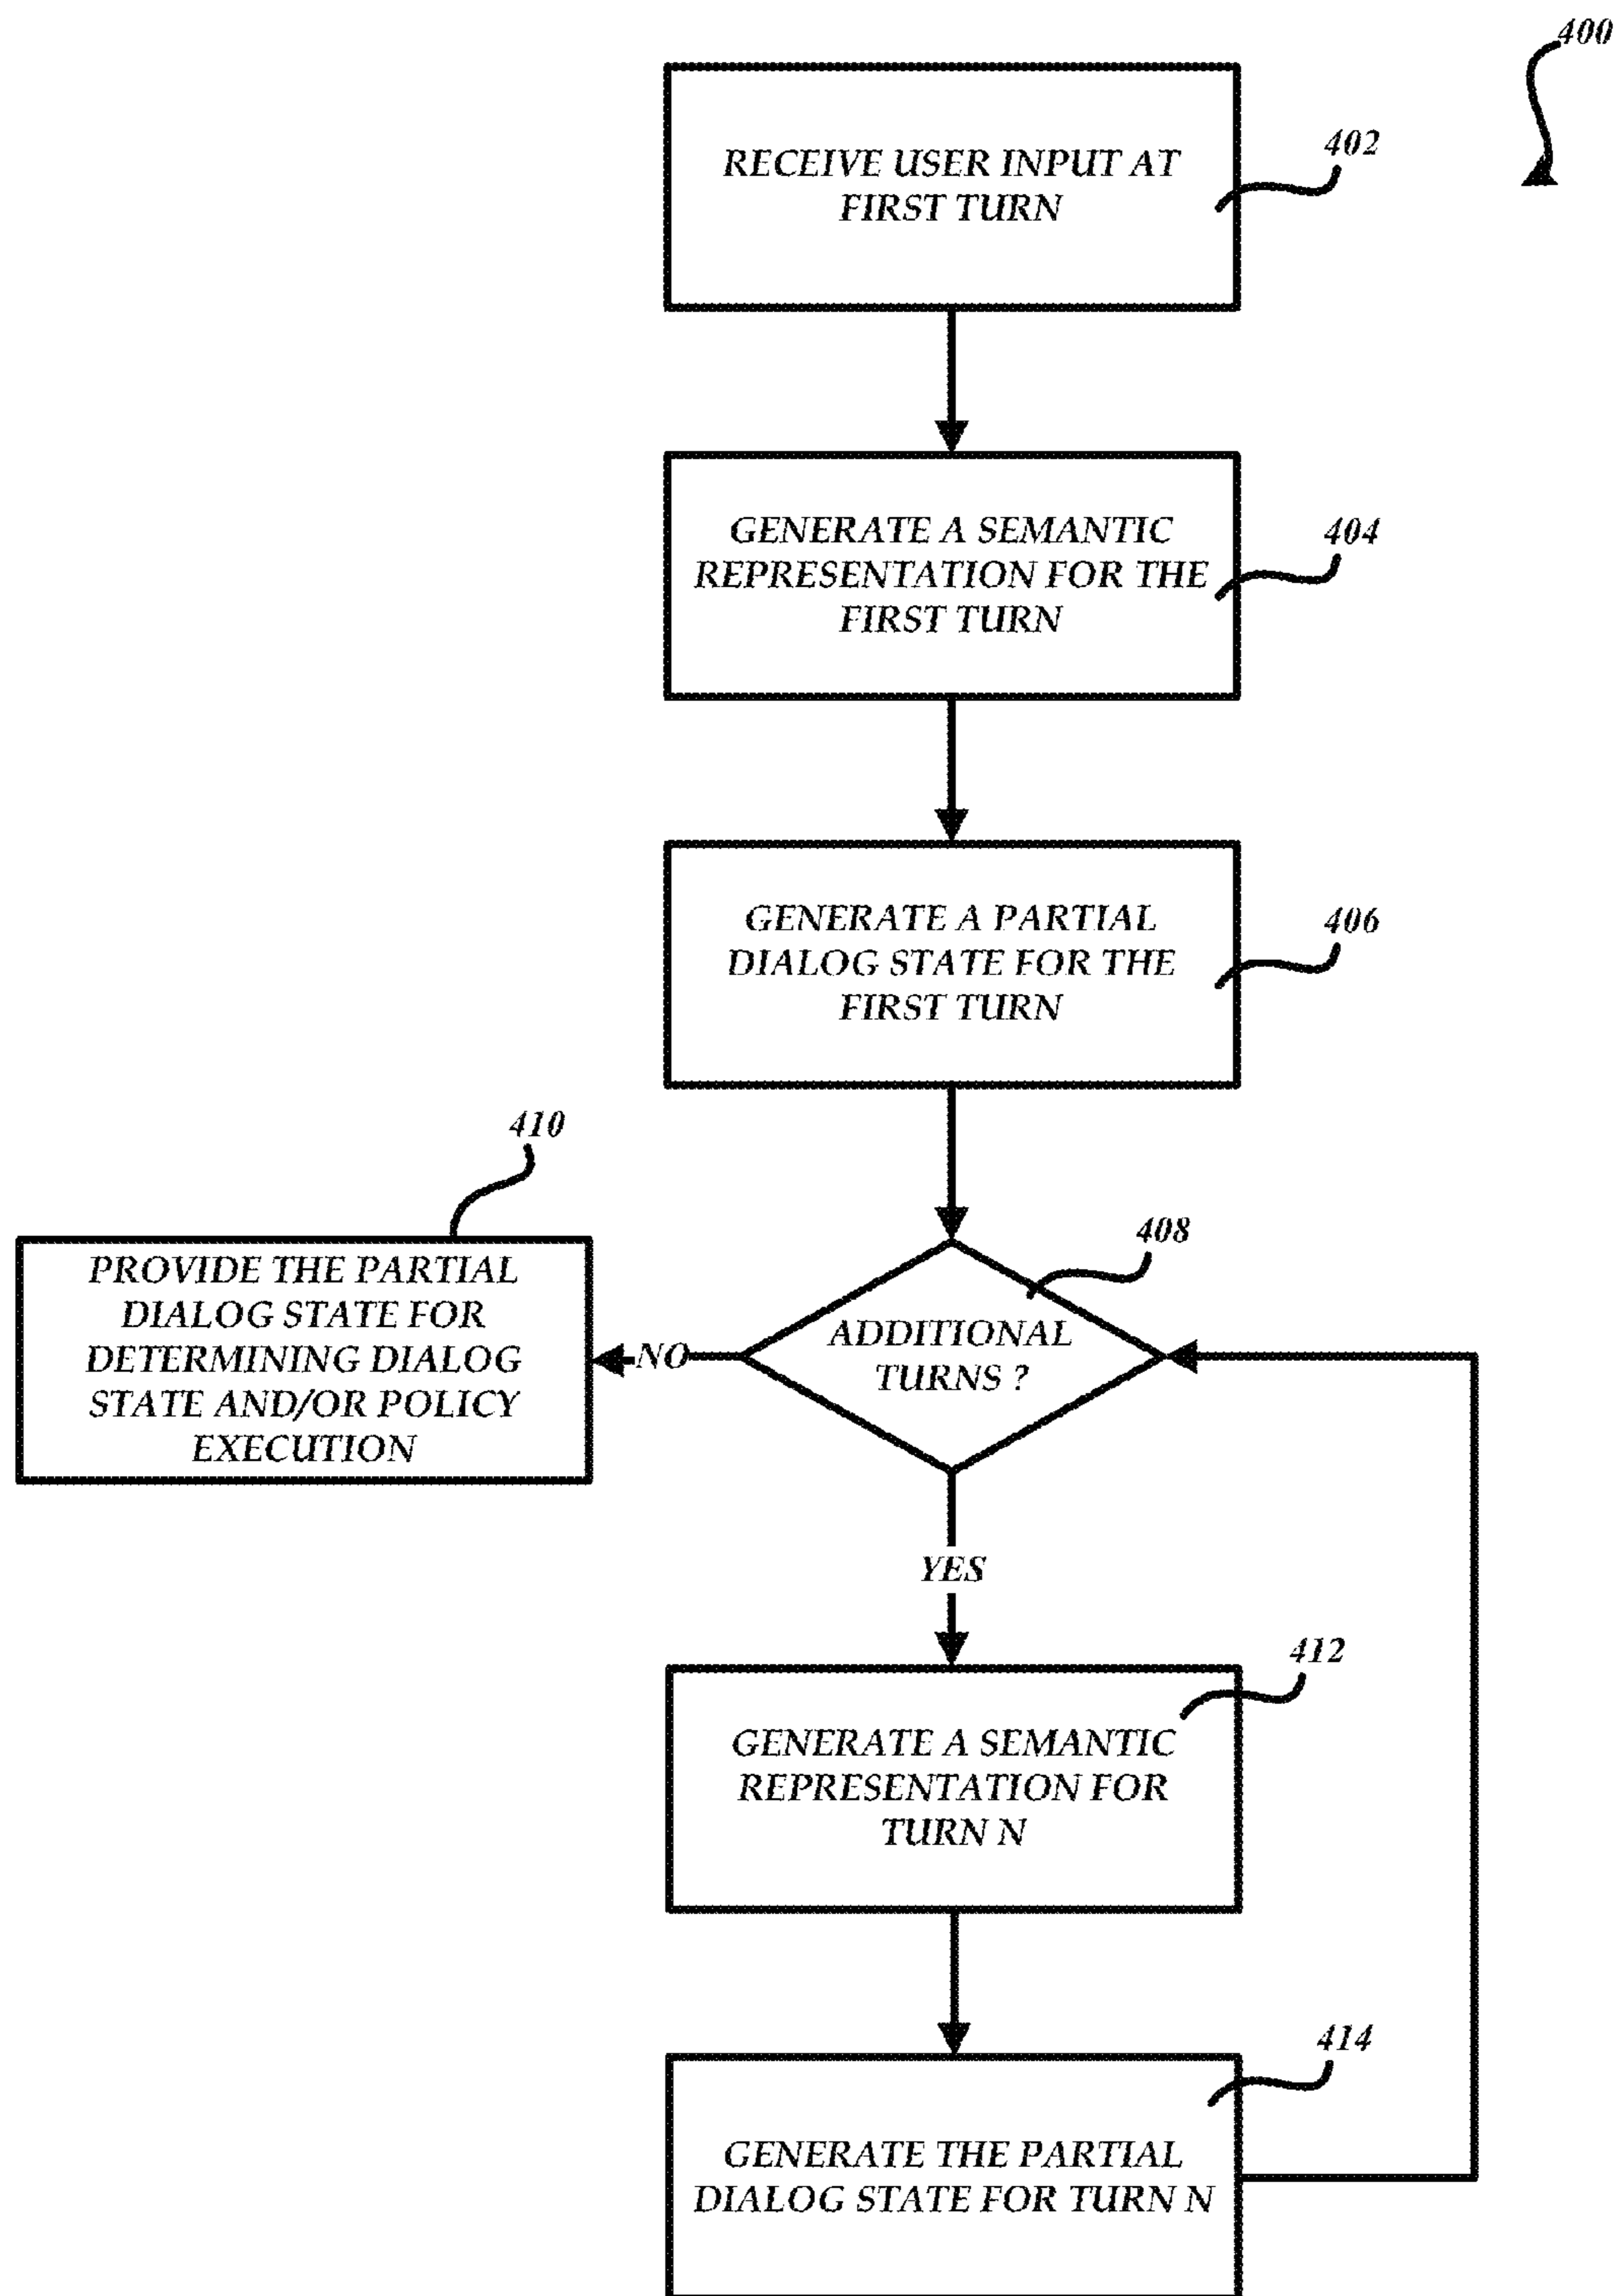 400
RECEIVE USER INPUT AT
FIRST TURN
402
GENERATE A SEMANTIC
REPRESENTATION FOR THE
FIRST TURN
404
GENERATE A PARTIAL
DIALOG STATE FOR THE
FIRST TURN
406
410
PROVIDE THE PARTIAL
DIALOG STATE FOR
DETERMINING DIALOG
STATE AND/OR POLICY
EXECUTION
NO
408
ADDITIONAL
TURNS ?
YES
412
GENERATE A SEMANTIC
REPRESENTATION FOR
TURN N
414
GENERATE THE PARTIAL
DIALOG STATE FOR TURN N